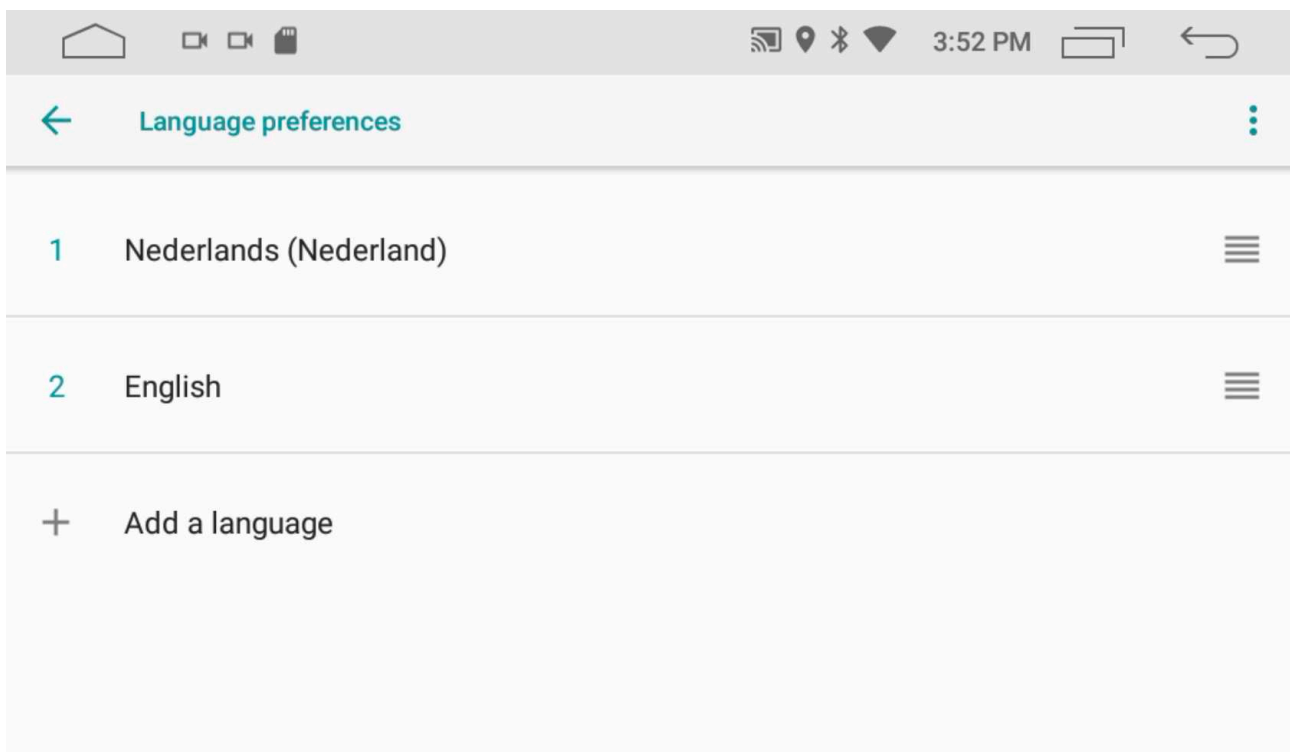 3:52 PM
Language preferences
1 Nederlands (Nederland)
2 English
Add a language